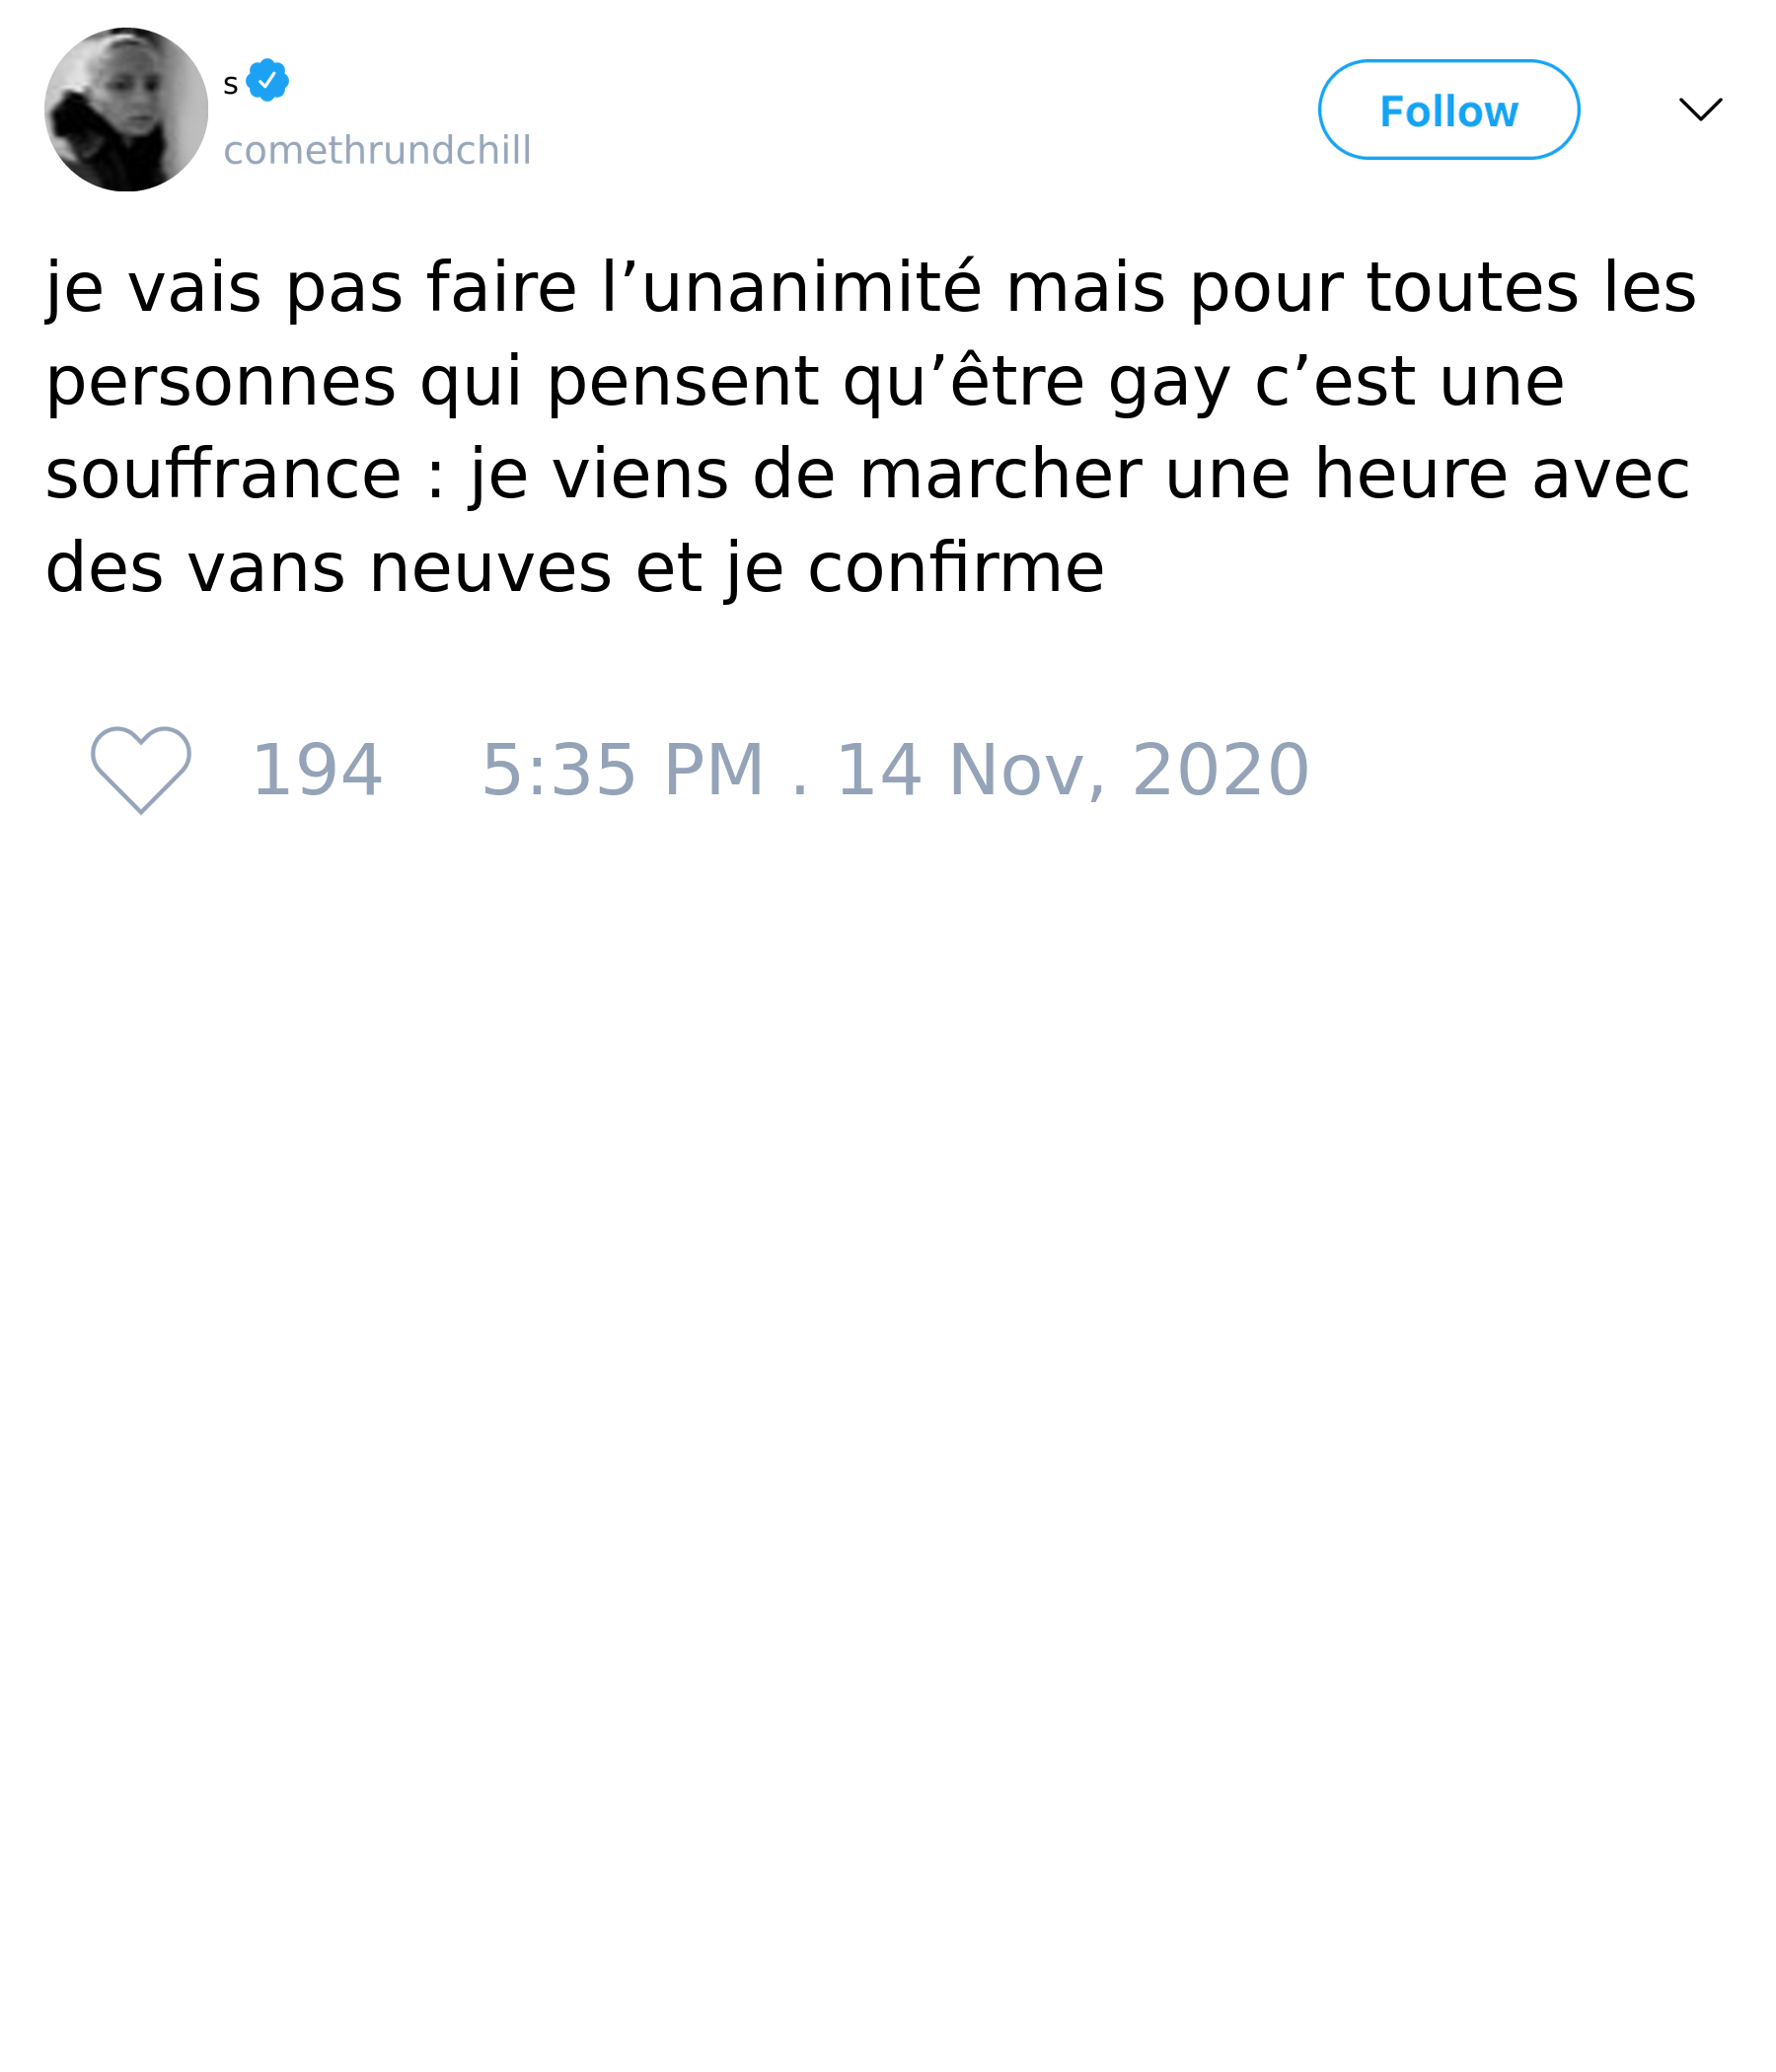 s
comethrundchill
Follow
je vais pas faire l’unanimité mais pour toutes les
personnes qui pensent qu’être gay c’est une
souffrance : je viens de marcher une heure avec
des vans neuves et je confirme
194 5:35 PM . 14 Nov, 2020